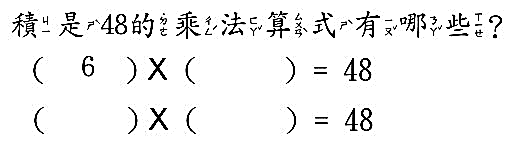 積是48的乘法算式有哪些？
( 6 )×( ) = 48
( )×( ) = 48